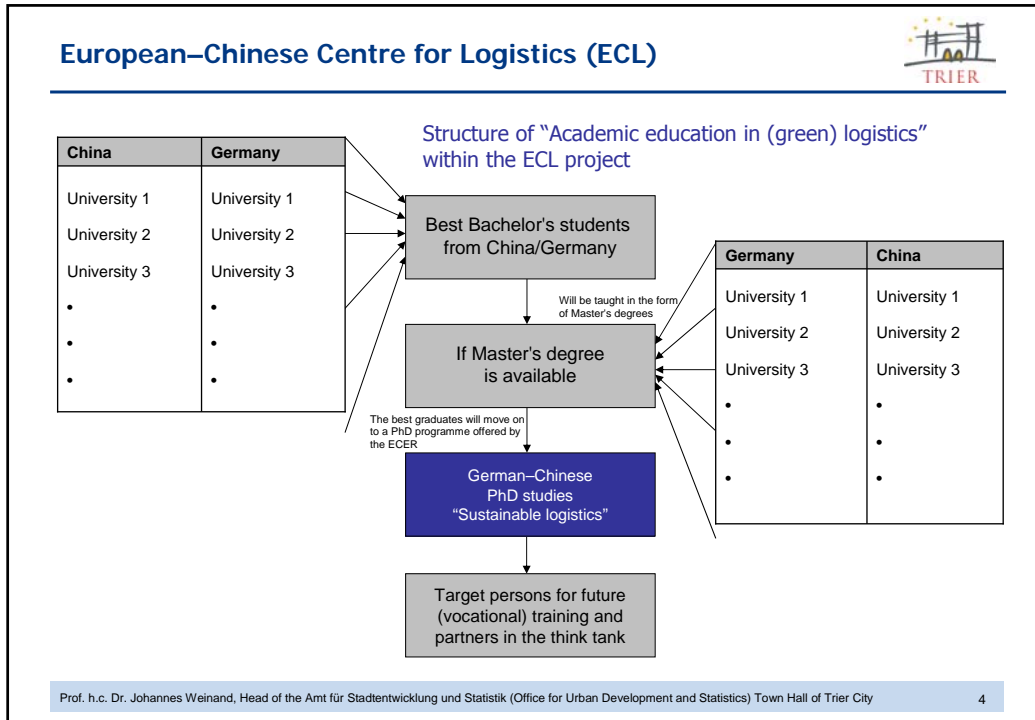 European–Chinese Centre for Logistics (ECL)
TRIER
Structure of “Academic education in (green) logistics”
within the ECL project
China Germany
University 1 University 1
University 2 University 2
University 3 University 3
• •
• •
• •
Best Bachelor's students
from China/Germany
Will be taught in the form
of Master's degrees
Germany China
University 1 University 1
University 2 University 2
University 3 University 3
• •
• •
• •
If Master's degree
is available
The best graduates will move on
to a PhD programme offered by
the ECER
German–Chinese
PhD studies
“Sustainable logistics”
Target persons for future
(vocational) training and
partners in the think tank
Prof. h.c. Dr. Johannes Weinand, Head of the Amt für Stadtentwicklung und Statistik (Office for Urban Development and Statistics) Town Hall of Trier City 4